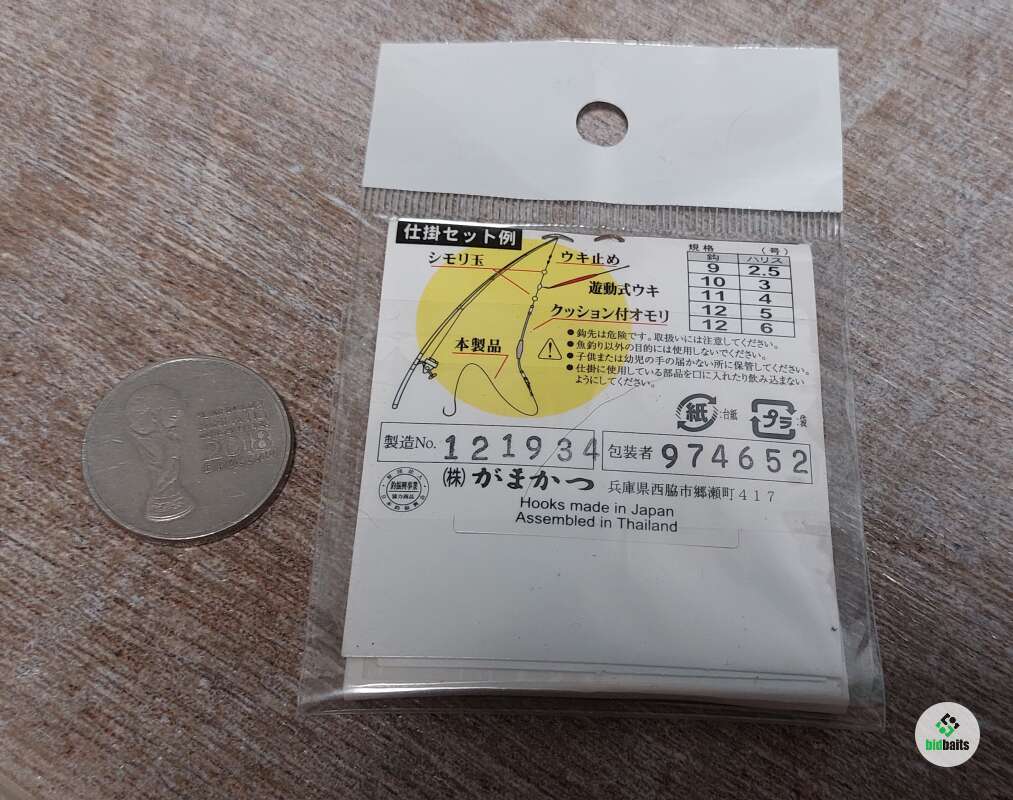 仕掛セット例
シモリ玉
ウキ止め
遊動式ウキ
クッション付オモリ
本製品
規格 (号)
鈎 ハリス
9 2.5
10 3
11 4
12 5
12 6
●鈎先は危険です。取扱いには注意してください。
●魚釣り以外の目的には使用しないでください。
●子供または幼児の手の届かない所に保管してください。
●仕掛に使用している部品を口に入れたり飲み込まない
ようにしてください。
紙 :台紙
プラ :袋
製造No. 121934
包装者 974652
(株)がまかつ 兵庫県西脇市郷瀬町417
Hooks made in Japan
Assembled in Thailand
2018
bidbaits